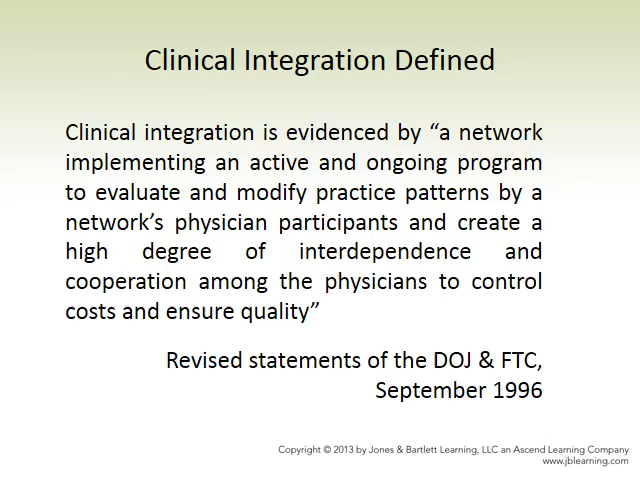 Clinical Integration Defined
Clinical integration is evidenced by “a network
implementing an active and ongoing program
to evaluate and modify practice patterns by a
network’s physician participants and create a
high degree of interdependence and
cooperation among the physicians to control
costs and ensure quality”
Revised statements of the DOJ & FTC,
September 1996
Copyright © 2013 by Jones & Bartlett Learning, LLC an Ascend Learning Company
www.jblearning.com